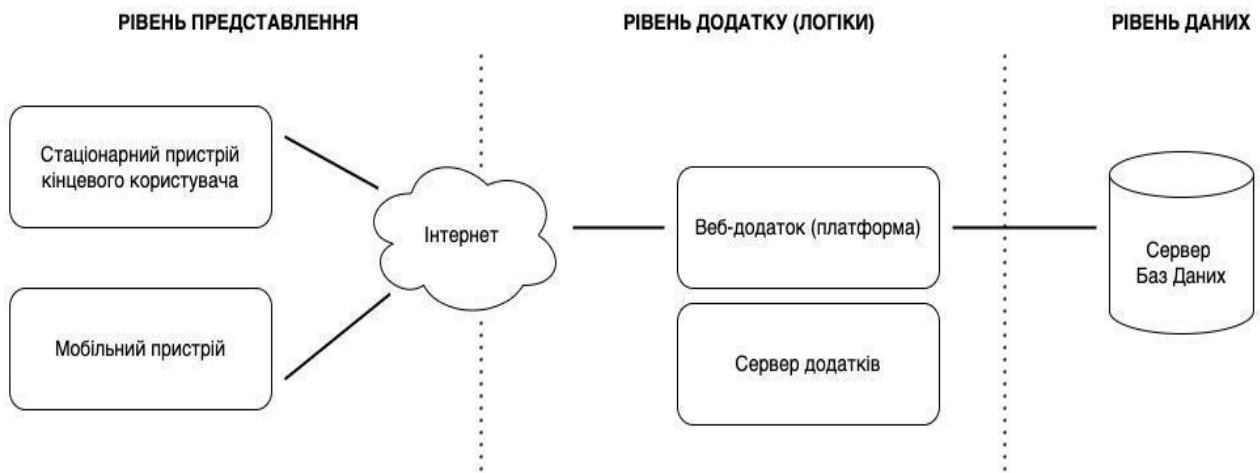 РІВЕНЬ ПРЕДСТАВЛЕННЯ
РІВЕНЬ ДОДАТКУ (ЛОГІКИ)
РІВЕНЬ ДАНИХ
Стаціонарний пристрій
кінцевого користувача
Мобільний пристрій
Інтернет
Веб-додаток (платформа)
Сервер додатків
Сервер
Баз Даних